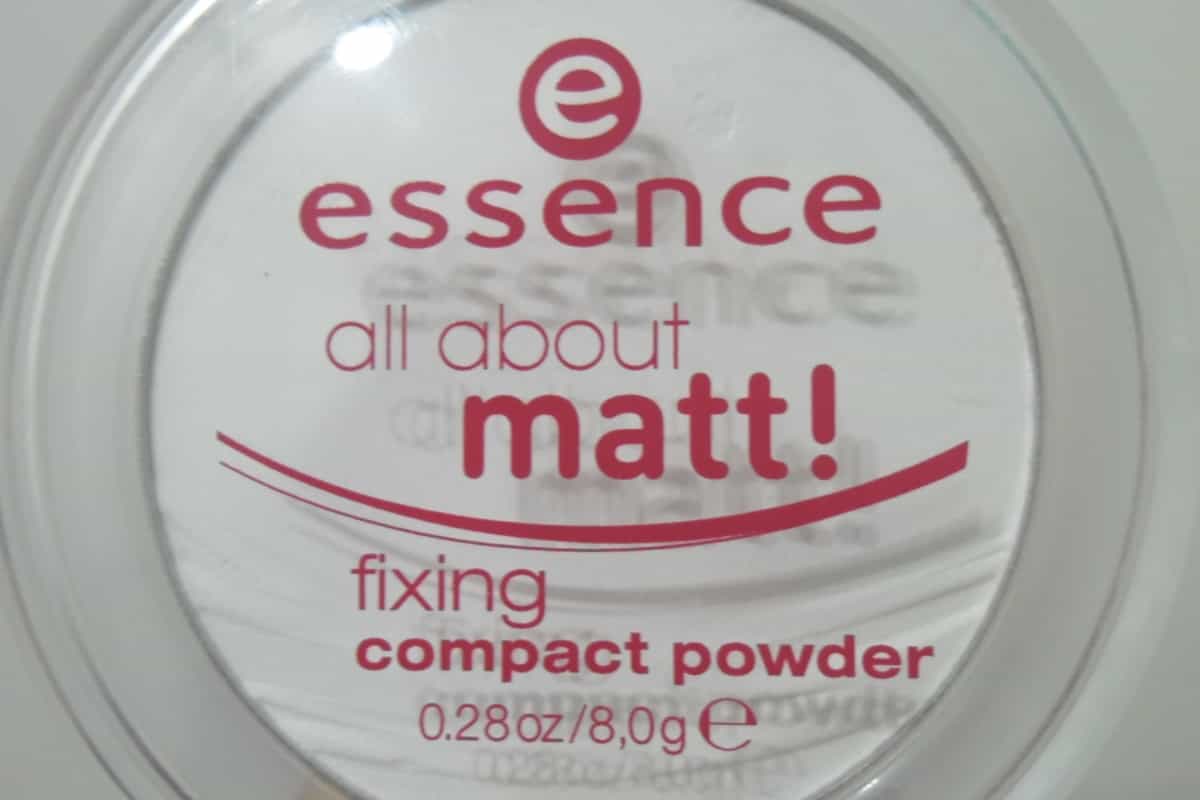 e
essence
all about
matt!
fixing
compact powder
0.28 oz/8,0g ℮